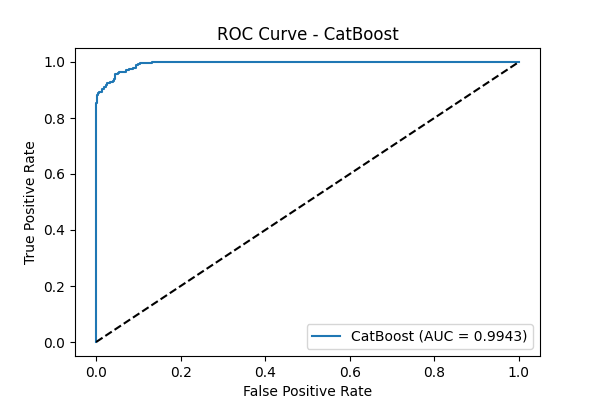 ROC Curve - CatBoost
True Positive Rate
1.0
0.8
0.6
0.4
0.2
0.0
0.0 0.2 0.4 0.6 0.8 1.0
False Positive Rate
CatBoost (AUC = 0.9943)